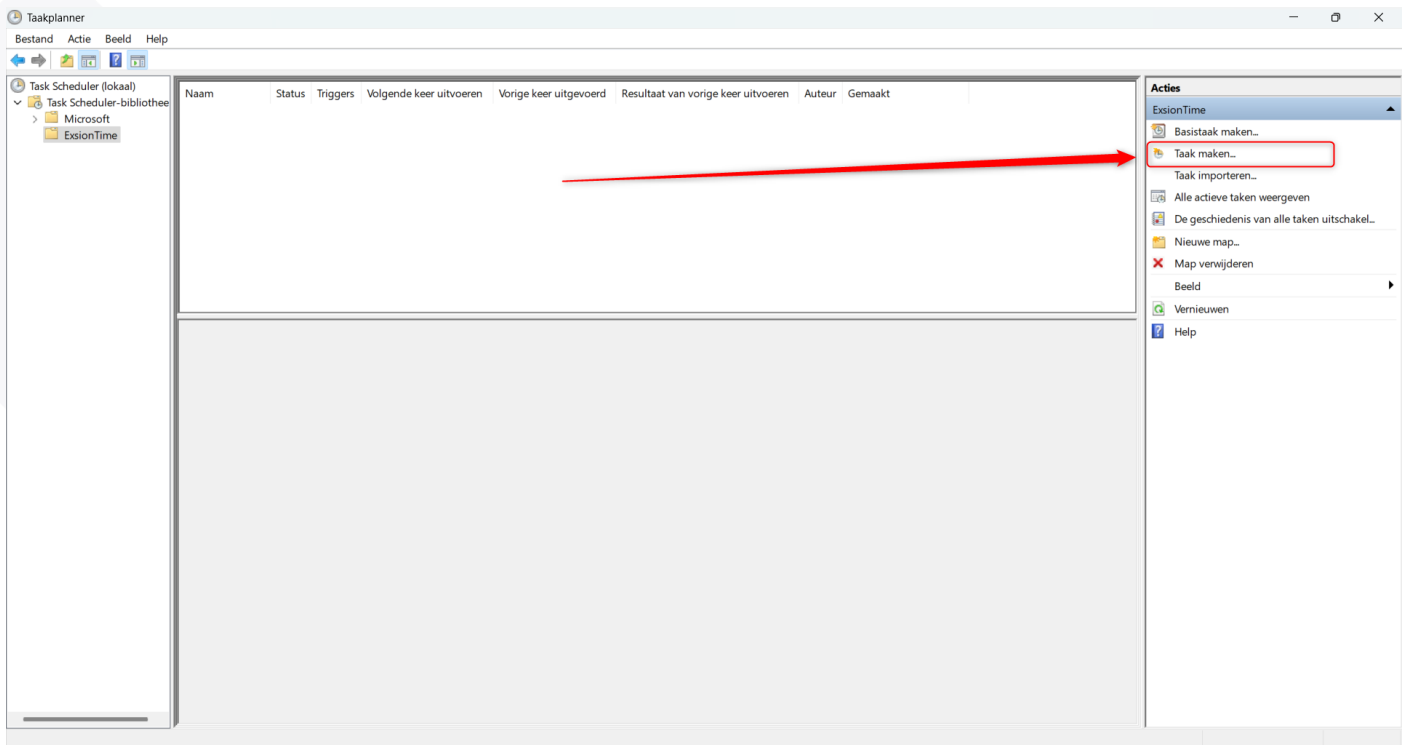 Taakplanner
Bestand Actie Beeld Help
Task Scheduler (lokaal)
Task Scheduler-bibliothee
Microsoft
ExsionTime
Naam Status Triggers Volgende keer uitvoeren Vorige keer uitgevoerd Resultaat van vorige keer uitvoeren Auteur Gemaakt
Acties
ExsionTime
Basistaak maken...
Taak maken...
Taak importeren...
Alle actieve taken weergeven
De geschiedenis van alle taken uitschakel...
Nieuwe map...
Map verwijderen
Beeld
Vernieuwen
Help